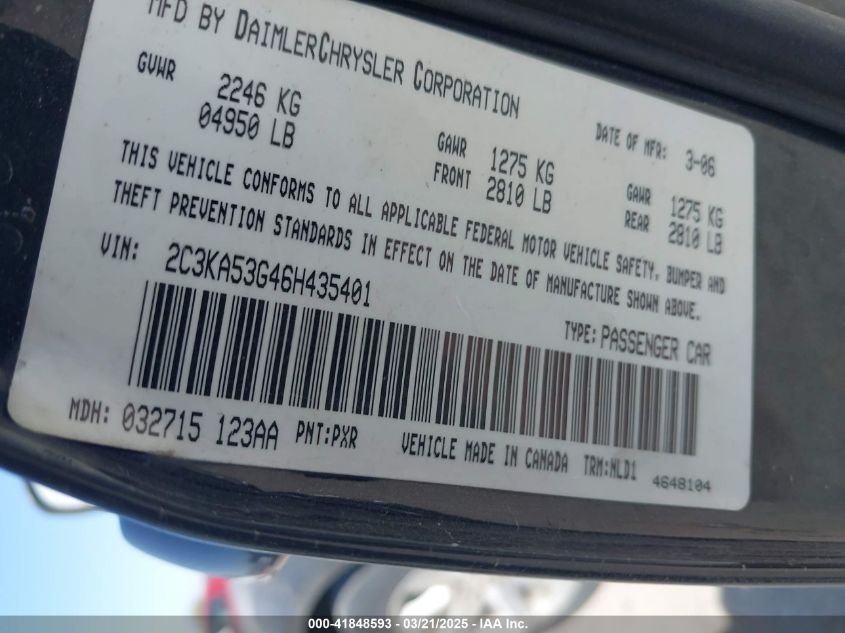 MFD BY DAIMLERCHRYSLER CORPORATION
DATE OF MFR: 3-06
GVWR 2246 KG
04950 LB
GAWR FRONT 1275 KG
2810 LB
GAWR REAR 1275 KG
2810 LB
THIS VEHICLE CONFORMS TO ALL APPLICABLE FEDERAL MOTOR VEHICLE SAFETY, BUMPER AND
THEFT PREVENTION STANDARDS IN EFFECT ON THE DATE OF MANUFACTURE SHOWN ABOVE.
VIN: 2C3KA53G46H435401
TYPE: PASSENGER CAR
MDH: 032715 123AA PNT:PXR VEHICLE MADE IN CANADA TRM:NLD1
4648104
000-41848593 - 03/21/2025 - IAA Inc.